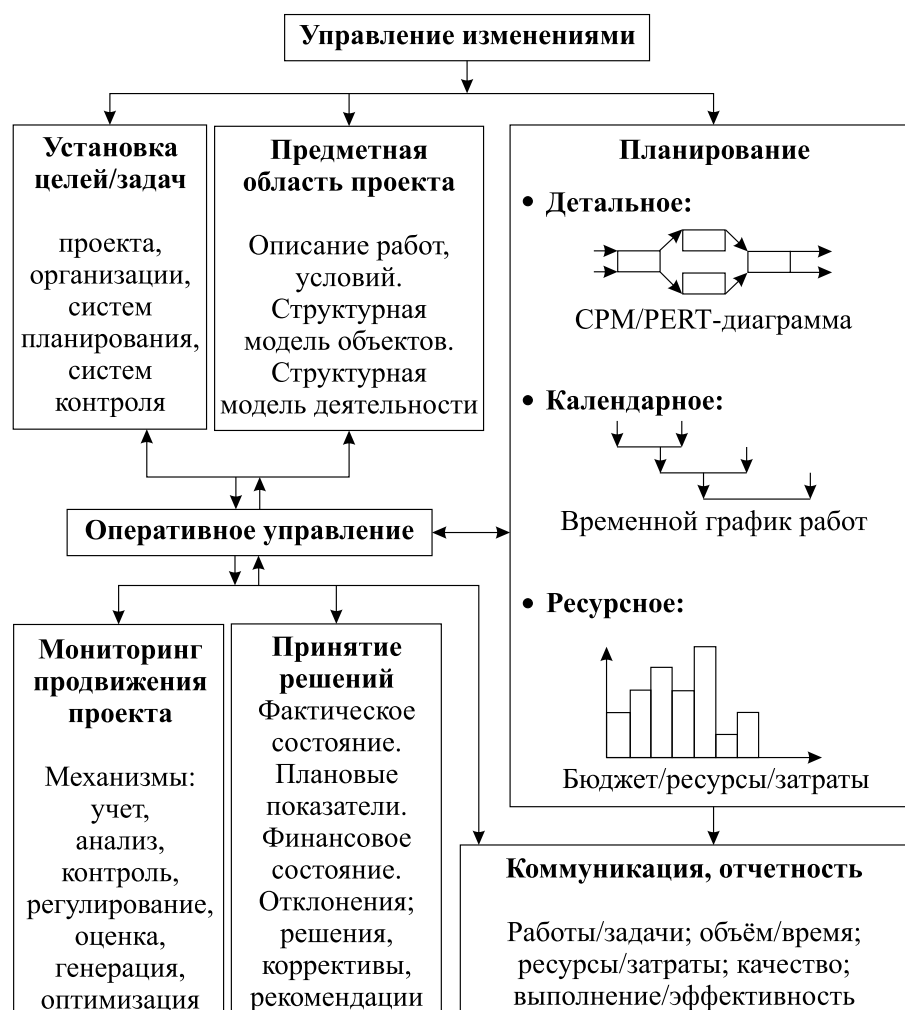 Управление изменениями
Установка
целей/задач
проекта,
организации,
систем
планирования,
систем
контроля
Предметная
область проекта
Описание работ,
условий.
Структурная
модель объектов.
Структурная
модель деятельности
Планирование
• Детальное:
CPM/PERT-диаграмма
• Календарное:
Временной график работ
• Ресурсное:
Бюджет/ресурсы/затраты
Оперативное управление
Мониторинг
продвижения
проекта
Механизмы:
учет,
анализ,
контроль,
регулирование,
оценка,
генерация,
оптимизация
Принятие
решений
Фактическое
состояние.
Плановые
показатели.
Финансовое
состояние.
Отклонения;
решения,
коррективы,
рекомендации
Коммуникация, отчетность
Работы/задачи; объём/время;
ресурсы/затраты; качество;
выполнение/эффективность